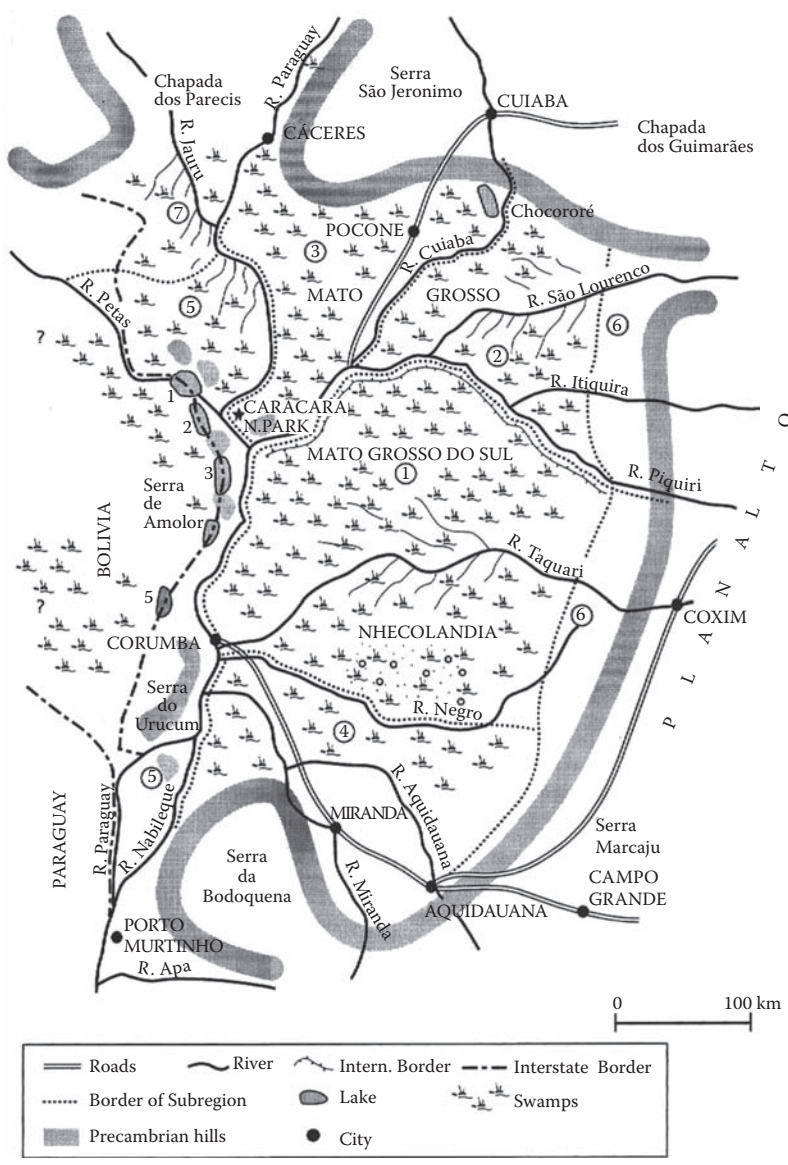 R. Paraguay
Serra
São Jeronimo
Chapada
dos Parecis
CUIABA
R. Jauru
CÁCERES
Chapada
dos Guimarães
7
Chocororé
POCONE
3
R. Cuiaba
MATO
GROSSO
R. São Lourenco
R. Petas
5
6
?
2
1
R. Itiquira
CARACARA
N.PARK
2
MATO GROSSO DO SUL
1
R. Piquiri
3
Serra
de
Amolor
BOLIVIA
R. Taquari
PLANALTO
?
5
6
COXIM
NHECOLANDIA
CORUMBA
Serra
do
Urucum
R. Negro
4
5
R. Paraguay
R. Nabileque
R. Aquidauana
PARAGUAY
MIRANDA
Serra
Marcaju
Serra
da
Bodoquena
R. Miranda
CAMPO
GRANDE
AQUIDAUANA
PORTO
MURTINHO
R. Apa
0 100 km
Roads River Intern. Border Interstate Border
Border of Subregion Lake Swamps
Precambrian hills City